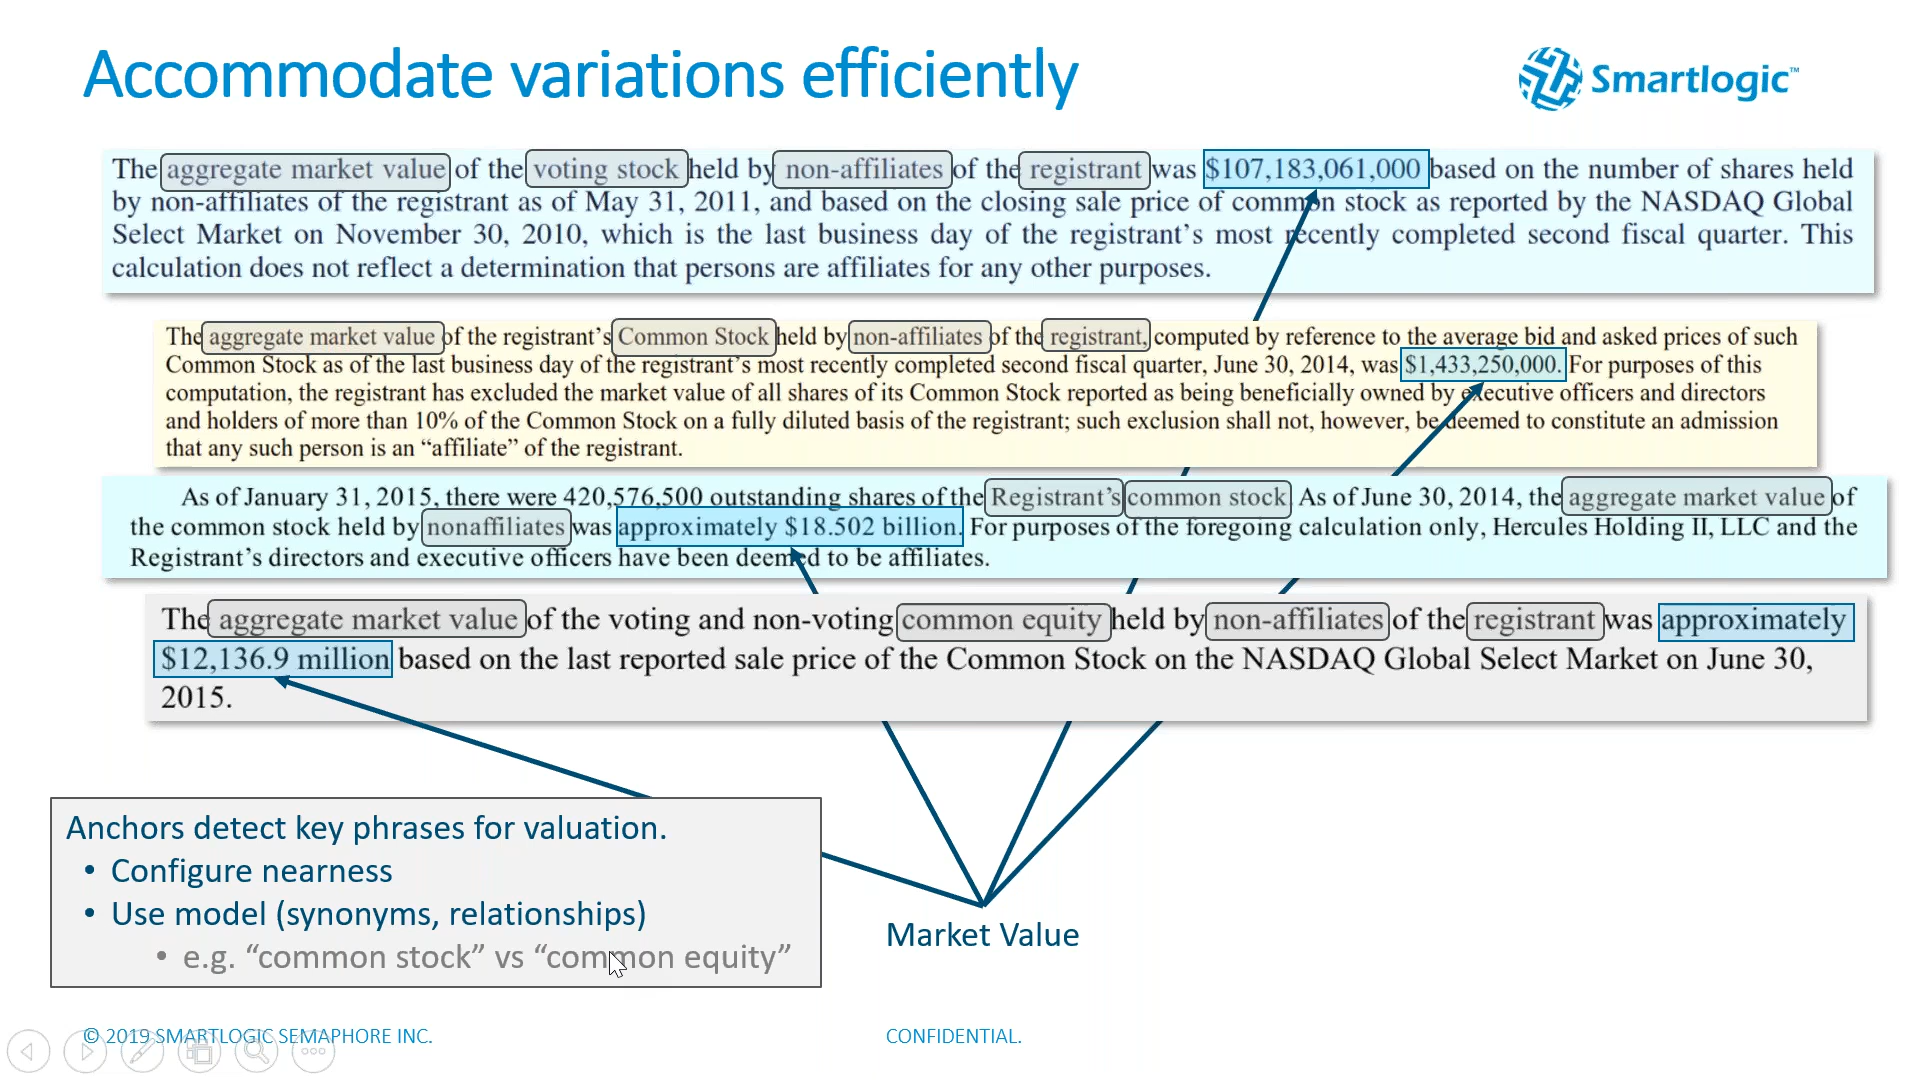 Accommodate variations efficiently
Smartlogic™
The aggregate market value of the voting stock held by non-affiliates of the registrant was $107,183,061,000 based on the number of shares held
by non-affiliates of the registrant as of May 31, 2011, and based on the closing sale price of common stock as reported by the NASDAQ Global
Select Market on November 30, 2010, which is the last business day of the registrant’s most recently completed second fiscal quarter. This
calculation does not reflect a determination that persons are affiliates for any other purposes.
The aggregate market value of the registrant’s Common Stock held by non-affiliates of the registrant, computed by reference to the average bid and asked prices of such
Common Stock as of the last business day of the registrant’s most recently completed second fiscal quarter, June 30, 2014, was $1,433,250,000. For purposes of this
computation, the registrant has excluded the market value of all shares of its Common Stock reported as being beneficially owned by executive officers and directors
and holders of more than 10% of the Common Stock on a fully diluted basis of the registrant; such exclusion shall not, however, be deemed to constitute an admission
that any such person is an “affiliate” of the registrant.
As of January 31, 2015, there were 420,576,500 outstanding shares of the Registrant’s common stock. As of June 30, 2014, the aggregate market value of
the common stock held by nonaffiliates was approximately $18.502 billion. For purposes of the foregoing calculation only, Hercules Holding II, LLC and the
Registrant’s directors and executive officers have been deemed to be affiliates.
The aggregate market value of the voting and non-voting common equity held by non-affiliates of the registrant was approximately
$12,136.9 million based on the last reported sale price of the Common Stock on the NASDAQ Global Select Market on June 30,
2015.
Anchors detect key phrases for valuation.
• Configure nearness
• Use model (synonyms, relationships)
• e.g. “common stock” vs “common equity”
Market Value
© 2019 SMARTLOGIC SEMAPHORE INC.
CONFIDENTIAL.